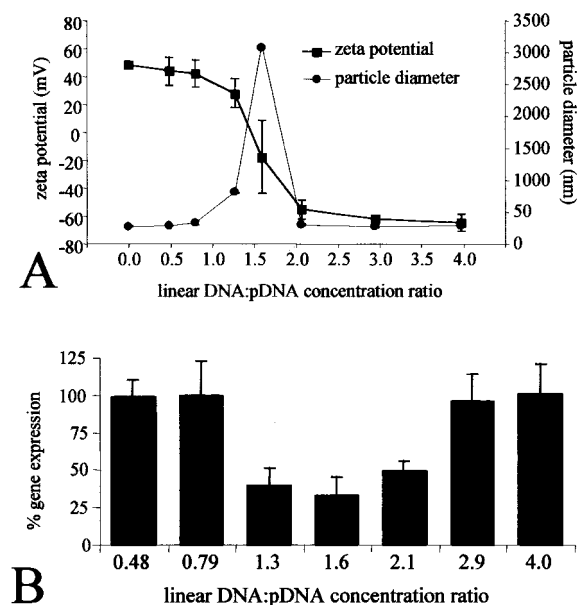 A
80
60
40
20
0
-20
-40
-60
-80
zeta potential (mV)
zeta potential
particle diameter
3500
3000
2500
2000
1500
1000
500
0
particle diameter (nm)
0.0 0.5 1.0 1.5 2.0 2.5 3.0 3.5 4.0
linear DNA:pDNA concentration ratio
125
100
75
50
25
0
% gene expression
0.48 0.79 1.3 1.6 2.1 2.9 4.0
B
linear DNA:pDNA concentration ratio